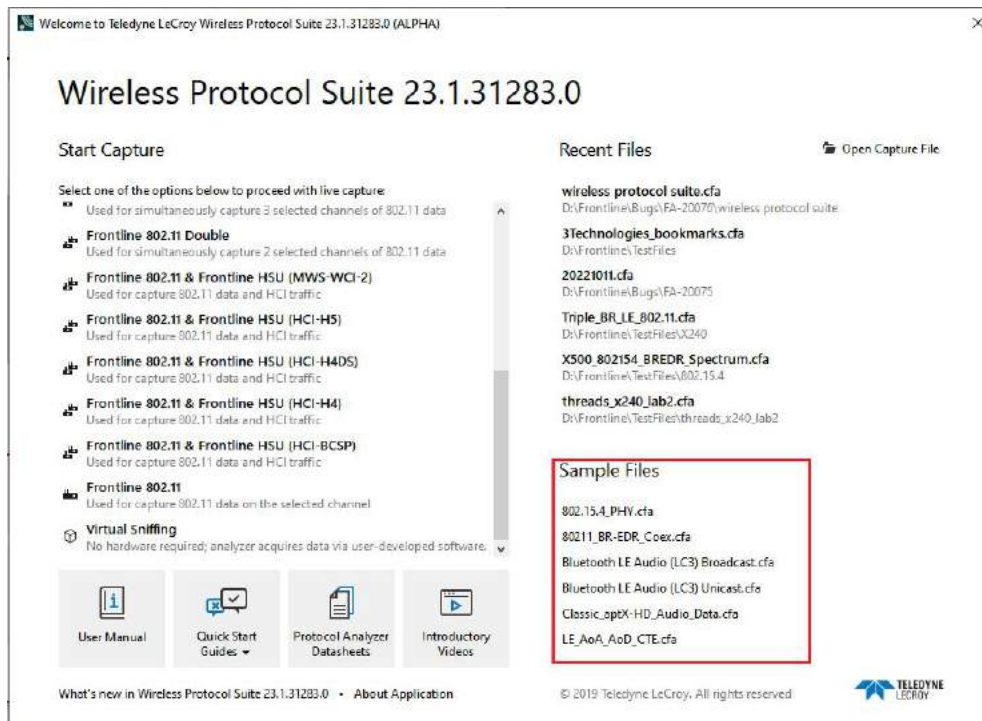 Welcome to Teledyne LeCroy Wireless Protocol Suite 23.1.31283.0 (ALPHA)
Wireless Protocol Suite 23.1.31283.0
Start Capture
Select one of the options below to proceed with live capture:
Used for simultaneously capture 3 selected channels of 802.11 data
Frontline 802.11 Double
Used for simultaneously capture 2 selected channels of 802.11 data
Frontline 802.11 & Frontline HSU (MWS-WCI-2)
Used for capture 802.11 data and HCI traffic
Frontline 802.11 & Frontline HSU (HCI-H5)
Used for capture 802.11 data and HCI traffic
Frontline 802.11 & Frontline HSU (HCI-H4DS)
Used for capture 802.11 data and HCI traffic
Frontline 802.11 & Frontline HSU (HCI-H4)
Used for capture 802.11 data and HCI traffic
Frontline 802.11 & Frontline HSU (HCI-BCSP)
Used for capture 802.11 data and HCI traffic
Frontline 802.11
Used for capture 802.11 data on the selected channel
Virtual Sniffing
No hardware required; analyzer acquires data via user-developed software.
User Manual
Quick Start
Guides
Protocol Analyzer
Datasheets
Introductory
Videos
What's new in Wireless Protocol Suite 23.1.31283.0 • About Application
Recent Files
Open Capture File
wireless protocol suite.cfa
D:\Frontline\Bugs\FA-20070\wireless protocol suite
3Technologies_bookmarks.cfa
D:\Frontline\TestFiles
20221011.cfa
D:\Frontline\Bugs\FA-20075
Triple_BR_LE_802.11.cfa
D:\Frontline\TestFiles\X240
X500_802154_BREDR_Spectrum.cfa
D:\Frontline\TestFiles\802.15.4
threads_x240_lab2.cfa
D:\Frontline\TestFiles\threads_x240_lab2
Sample Files
802.15.4_PHY.cfa
80211_BR-EDR_Coex.cfa
Bluetooth LE Audio (LC3) Broadcast.cfa
Bluetooth LE Audio (LC3) Unicast.cfa
Classic_aptX-HD_Audio_Data.cfa
LE_AoA_AoD_CTE.cfa
© 2019 Teledyne LeCroy. All rights reserved
TELEDYNE
LECROY